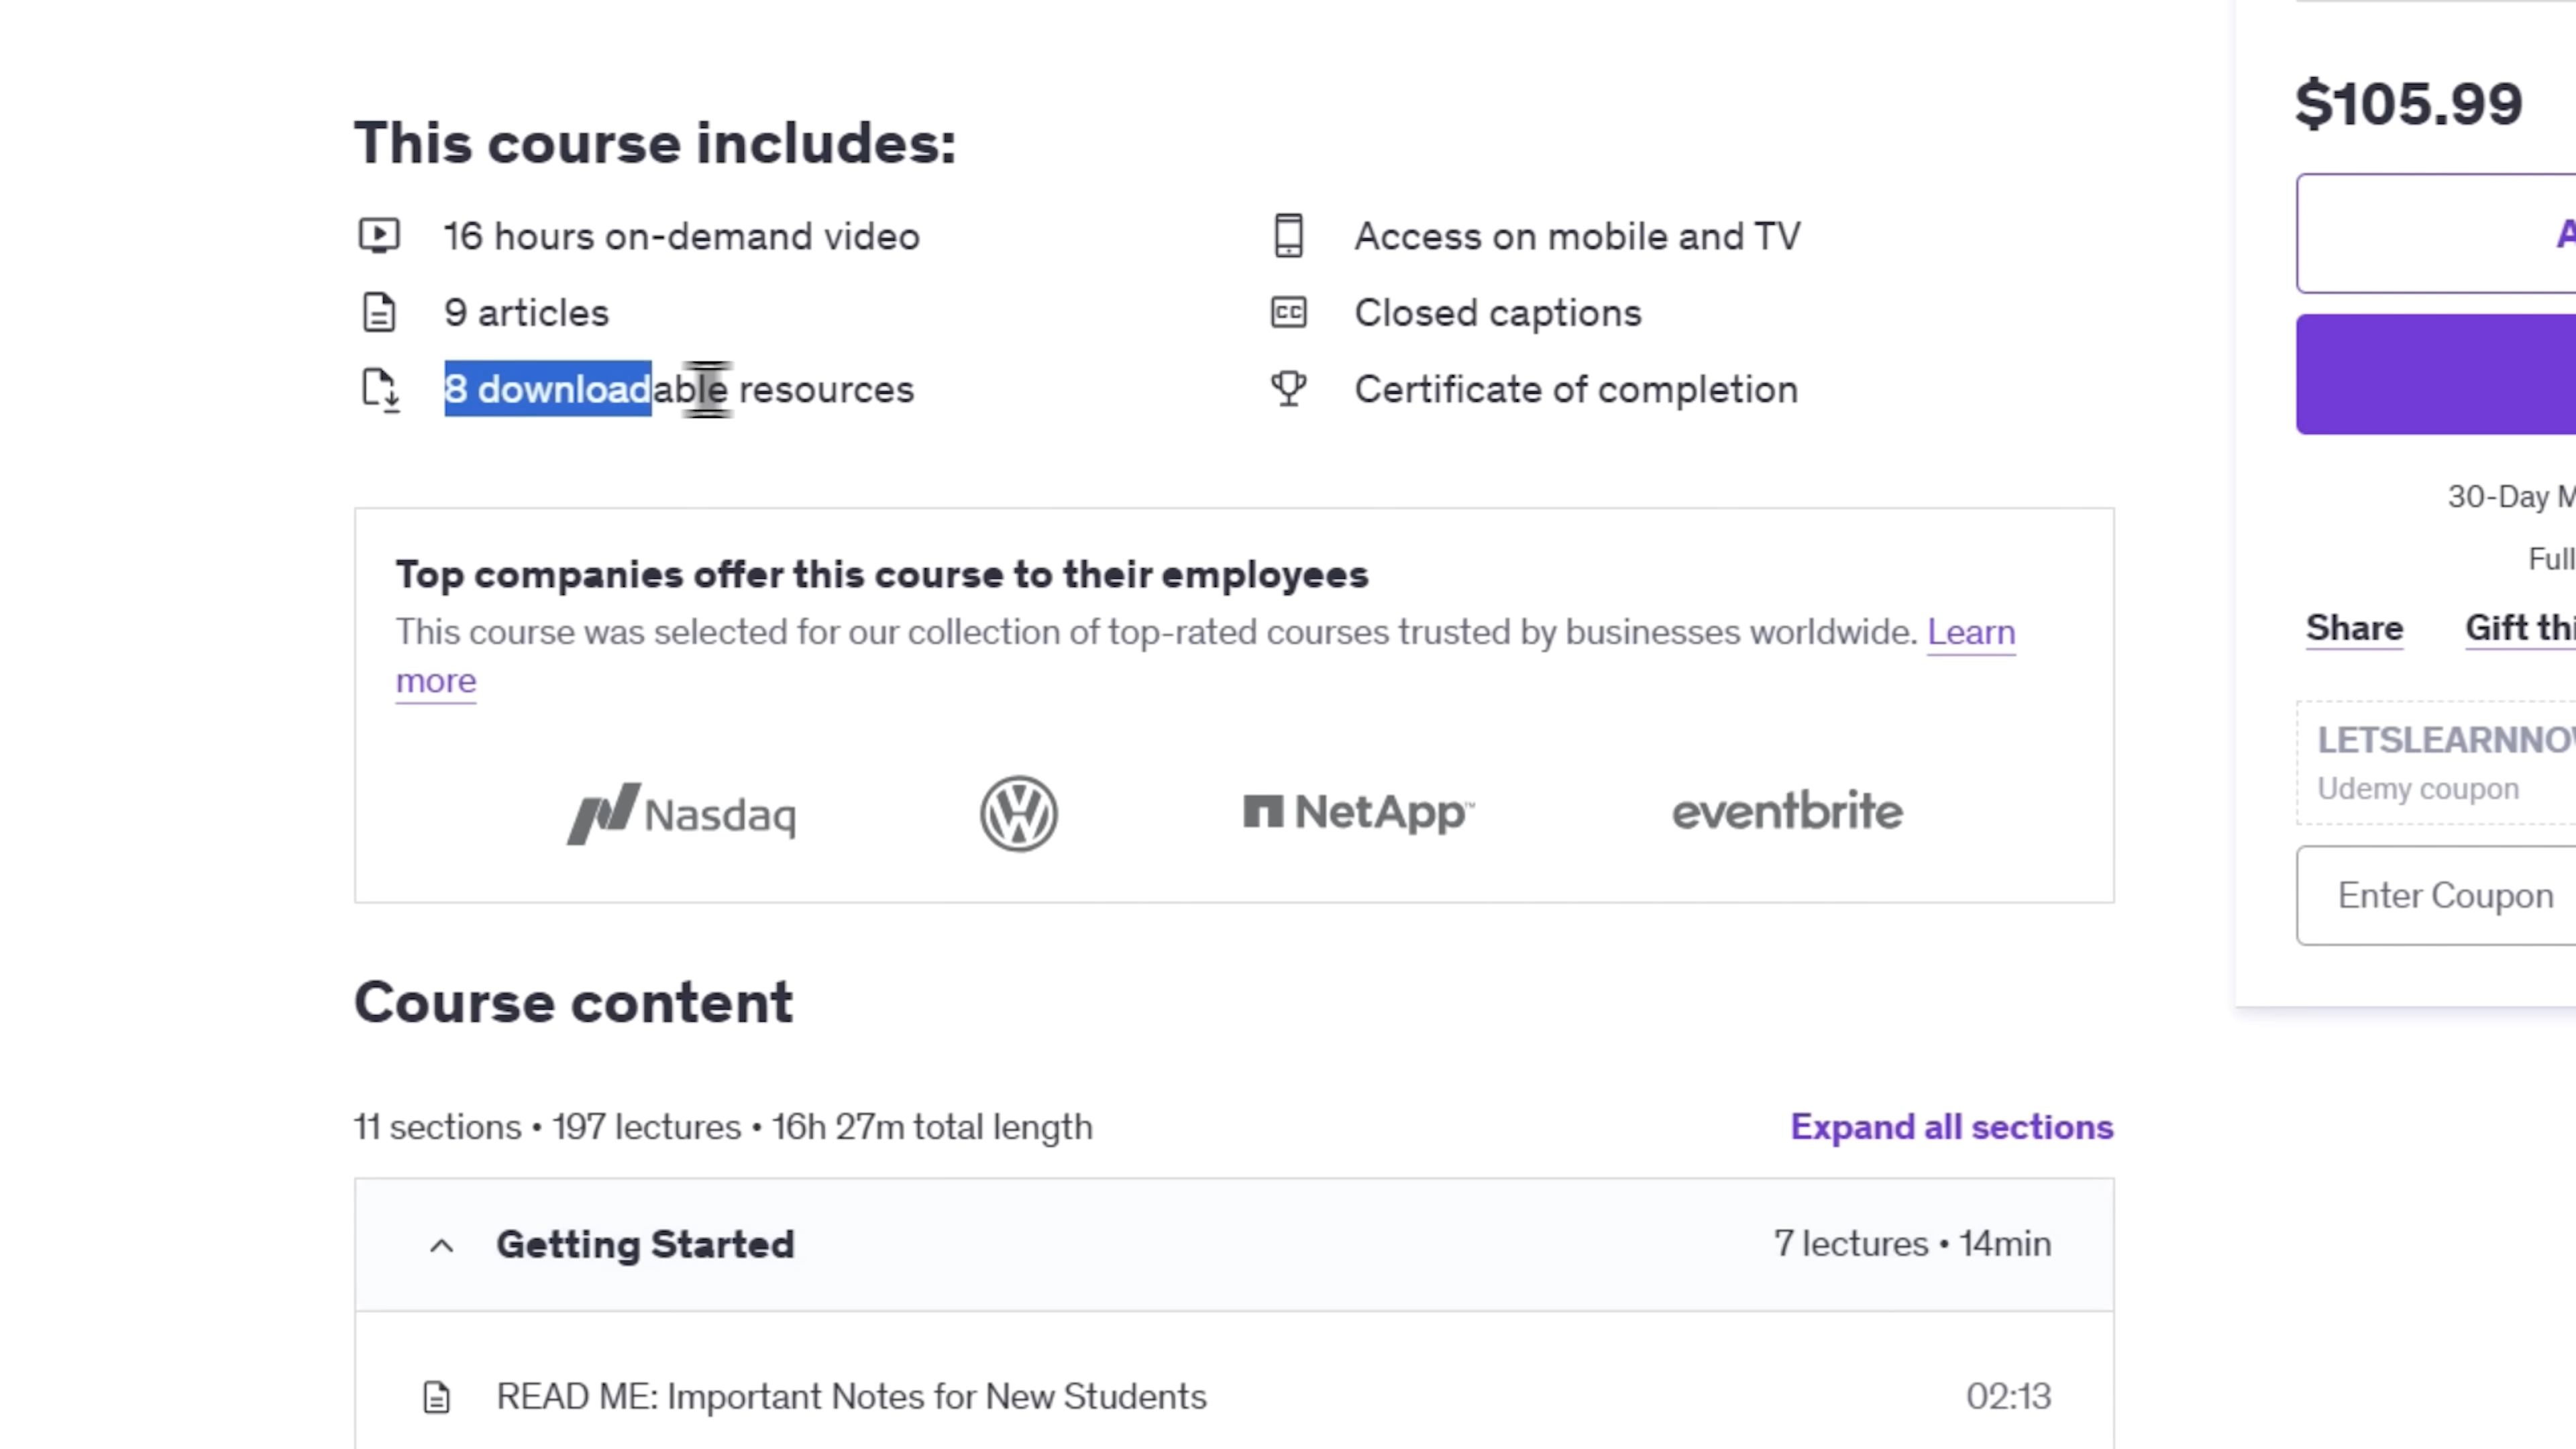 This course includes:
16 hours on-demand video
Access on mobile and TV
9 articles
Closed captions
8 downloadable resources
Certificate of completion
Top companies offer this course to their employees
This course was selected for our collection of top-rated courses trusted by businesses worldwide. Learn
more
Nasdaq
NetApp™
eventbrite
Course content
11 sections • 197 lectures • 16h 27m total length
Expand all sections
Getting Started
7 lectures • 14min
READ ME: Important Notes for New Students
02:13
$105.99
30-Day
Full
Share
Gift
LETSLEARNNO
Udemy coupon
Enter Coupon